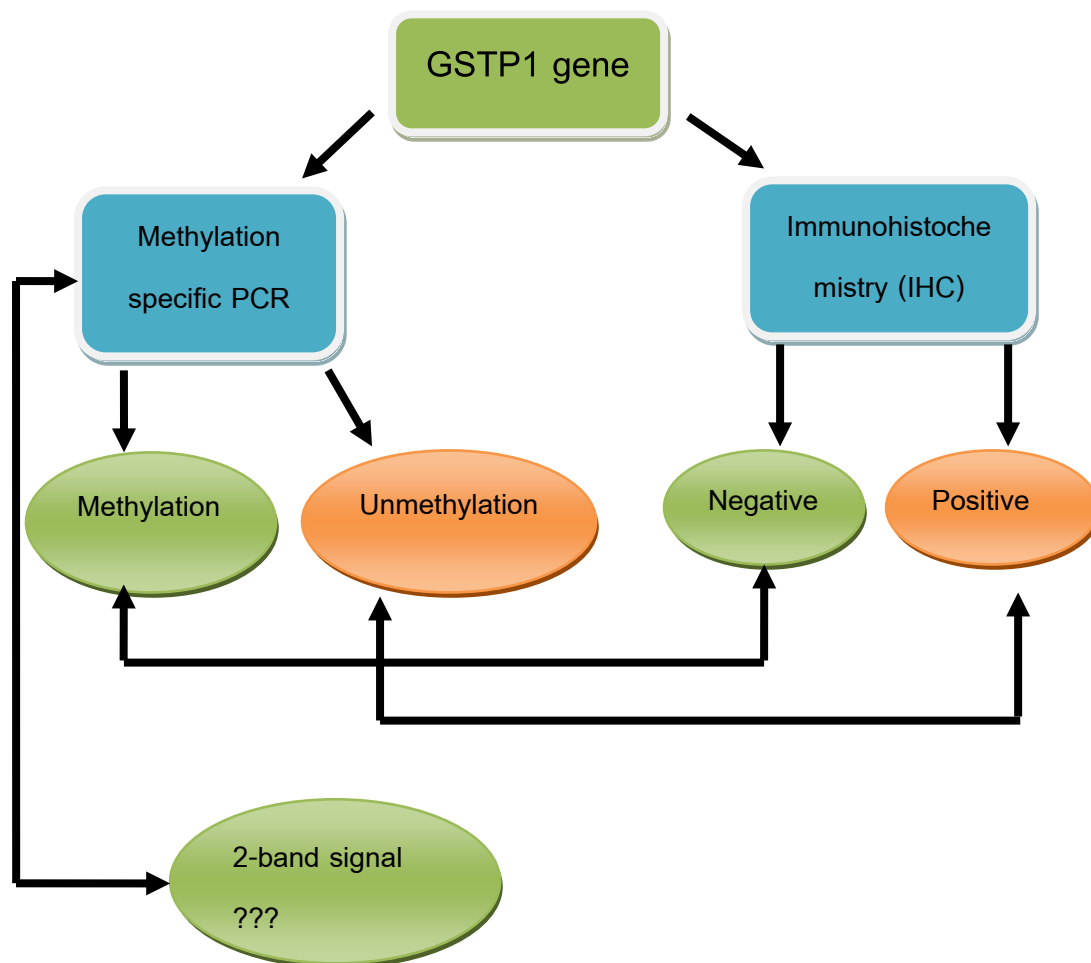 GSTP1 gene
Methylation
specific PCR
Immunohistoche
mistry (IHC)
Methylation
Unmethylation
Negative
Positive
2-band signal
???